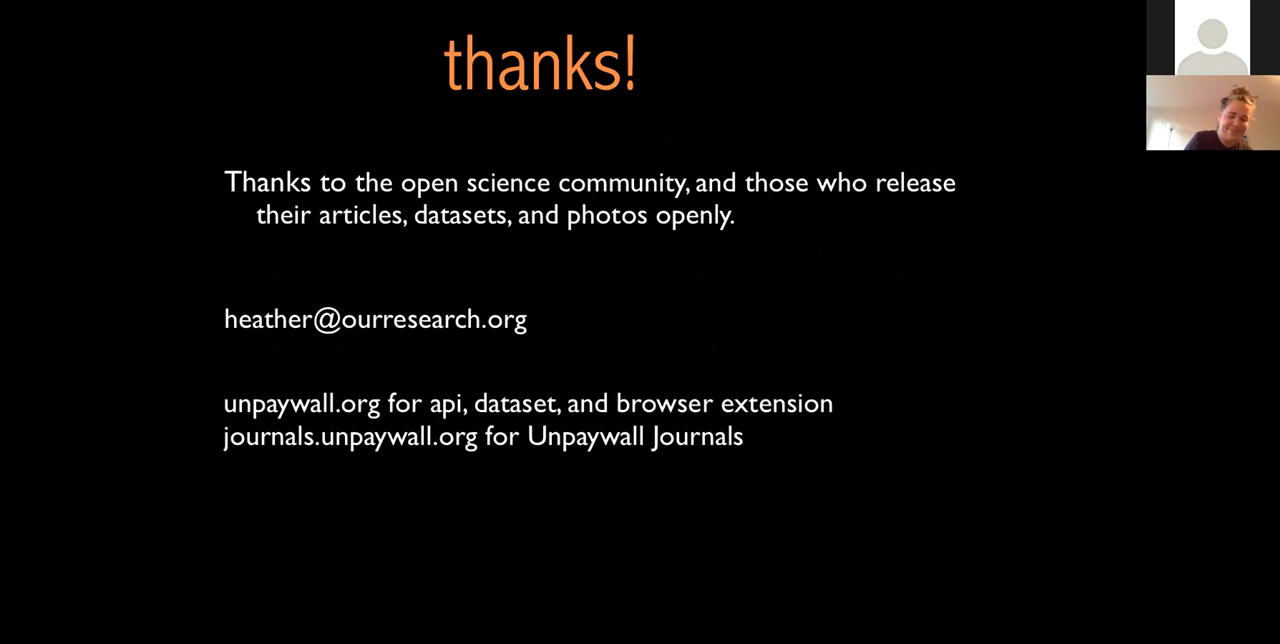 thanks!
Thanks to the open science community, and those who release
their articles, datasets, and photos openly.
heather@ourresearch.org
unpaywall.org for api, dataset, and browser extension
journals.unpaywall.org for Unpaywall Journals